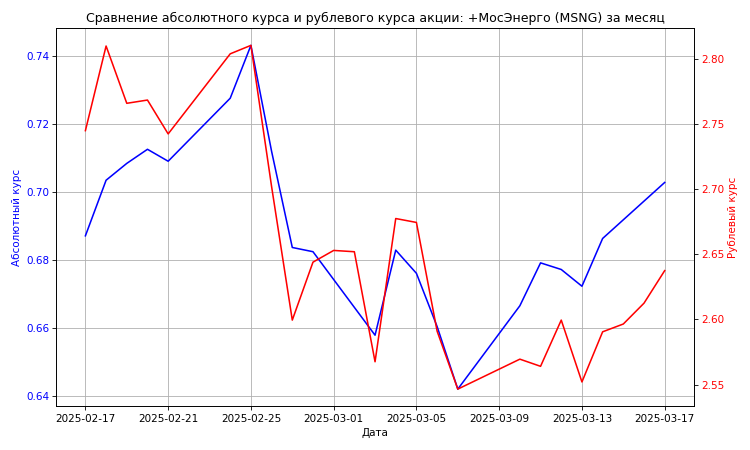 Сравнение абсолютного курса и рублевого курса акции: +МосЭнерго (MSNG) за месяц
Абсолютный курс
0.74
0.72
0.70
0.68
0.66
0.64
2.80
2.75
2.70
2.65
2.60
2.55
Рублевый курс
2025-02-17 2025-02-21 2025-02-25 2025-03-01 2025-03-05 2025-03-09 2025-03-13 2025-03-17
Дата